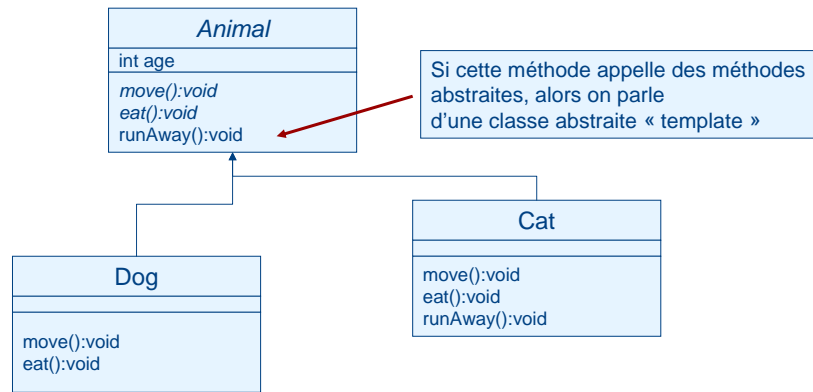 Animal
int age
move():void
eat():void
runAway():void
Si cette méthode appelle des méthodes
abstraites, alors on parle
d'une classe abstraite « template »
Dog
move():void
eat():void
Cat
move():void
eat():void
runAway():void